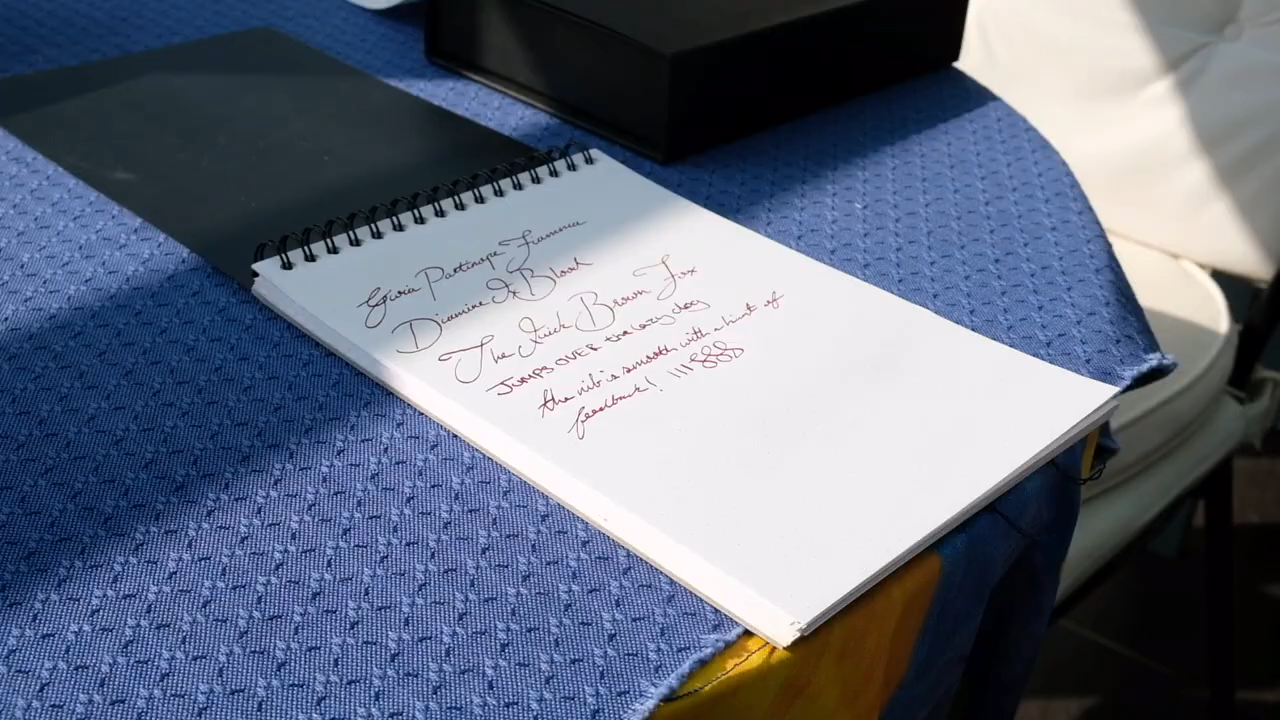 Gioia Partenope Fiamma
Diamine Ox Blood
The Quick Brown Fox
JUMPS OVER the lazy dog
the nib is smooth with a hint of
feedback! lll